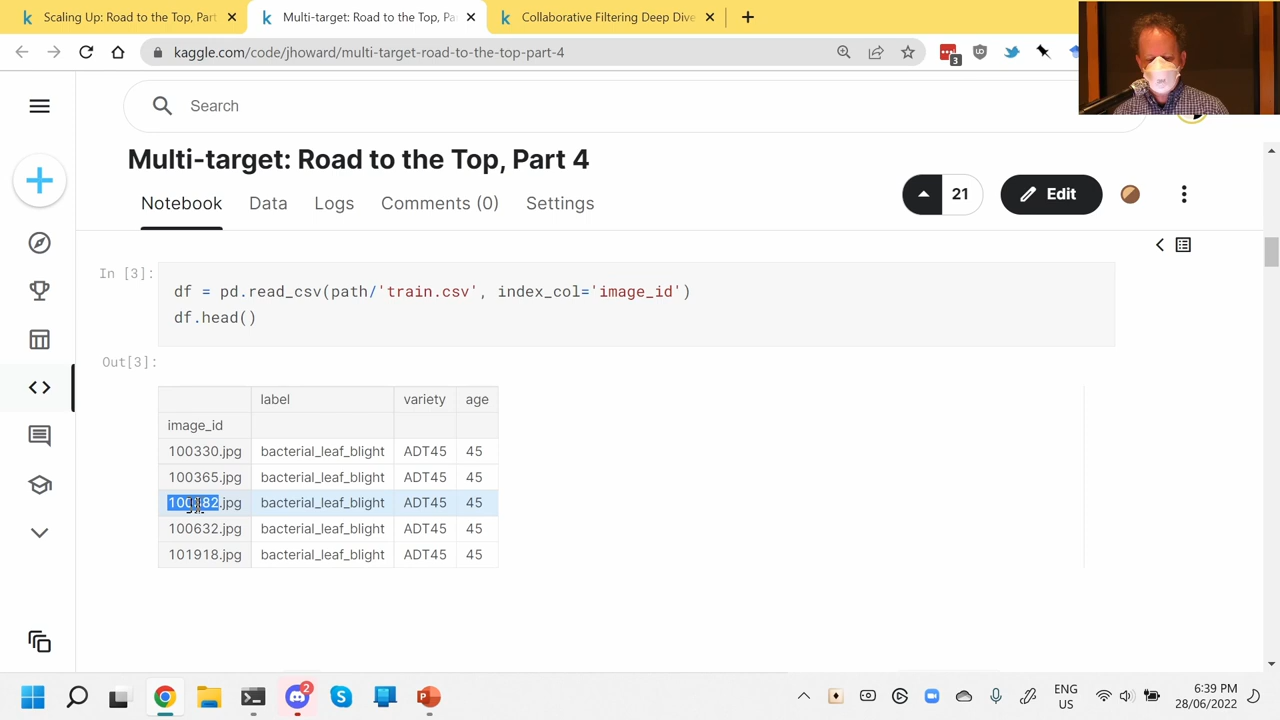 Scaling Up: Road to the Top, Part
Multi-target: Road to the Top, Pa
Collaborative Filtering Deep Dive
kaggle.com/code/jhoward/multi-target-road-to-the-top-part-4
3
Search
Multi-target: Road to the Top, Part 4
21
Edit
Notebook
Data
Logs
Comments (0)
Settings
In [3]:
df = pd.read_csv(path/'train.csv', index_col='image_id')
df.head()
Out[3]:
label variety age
image_id
100330.jpg bacterial_leaf_blight ADT45 45
100365.jpg bacterial_leaf_blight ADT45 45
.jpg bacterial_leaf_blight ADT45 45
100632.jpg bacterial_leaf_blight ADT45 45
101918.jpg bacterial_leaf_blight ADT45 45
2
ENG
US
6:39 PM
28/06/2022